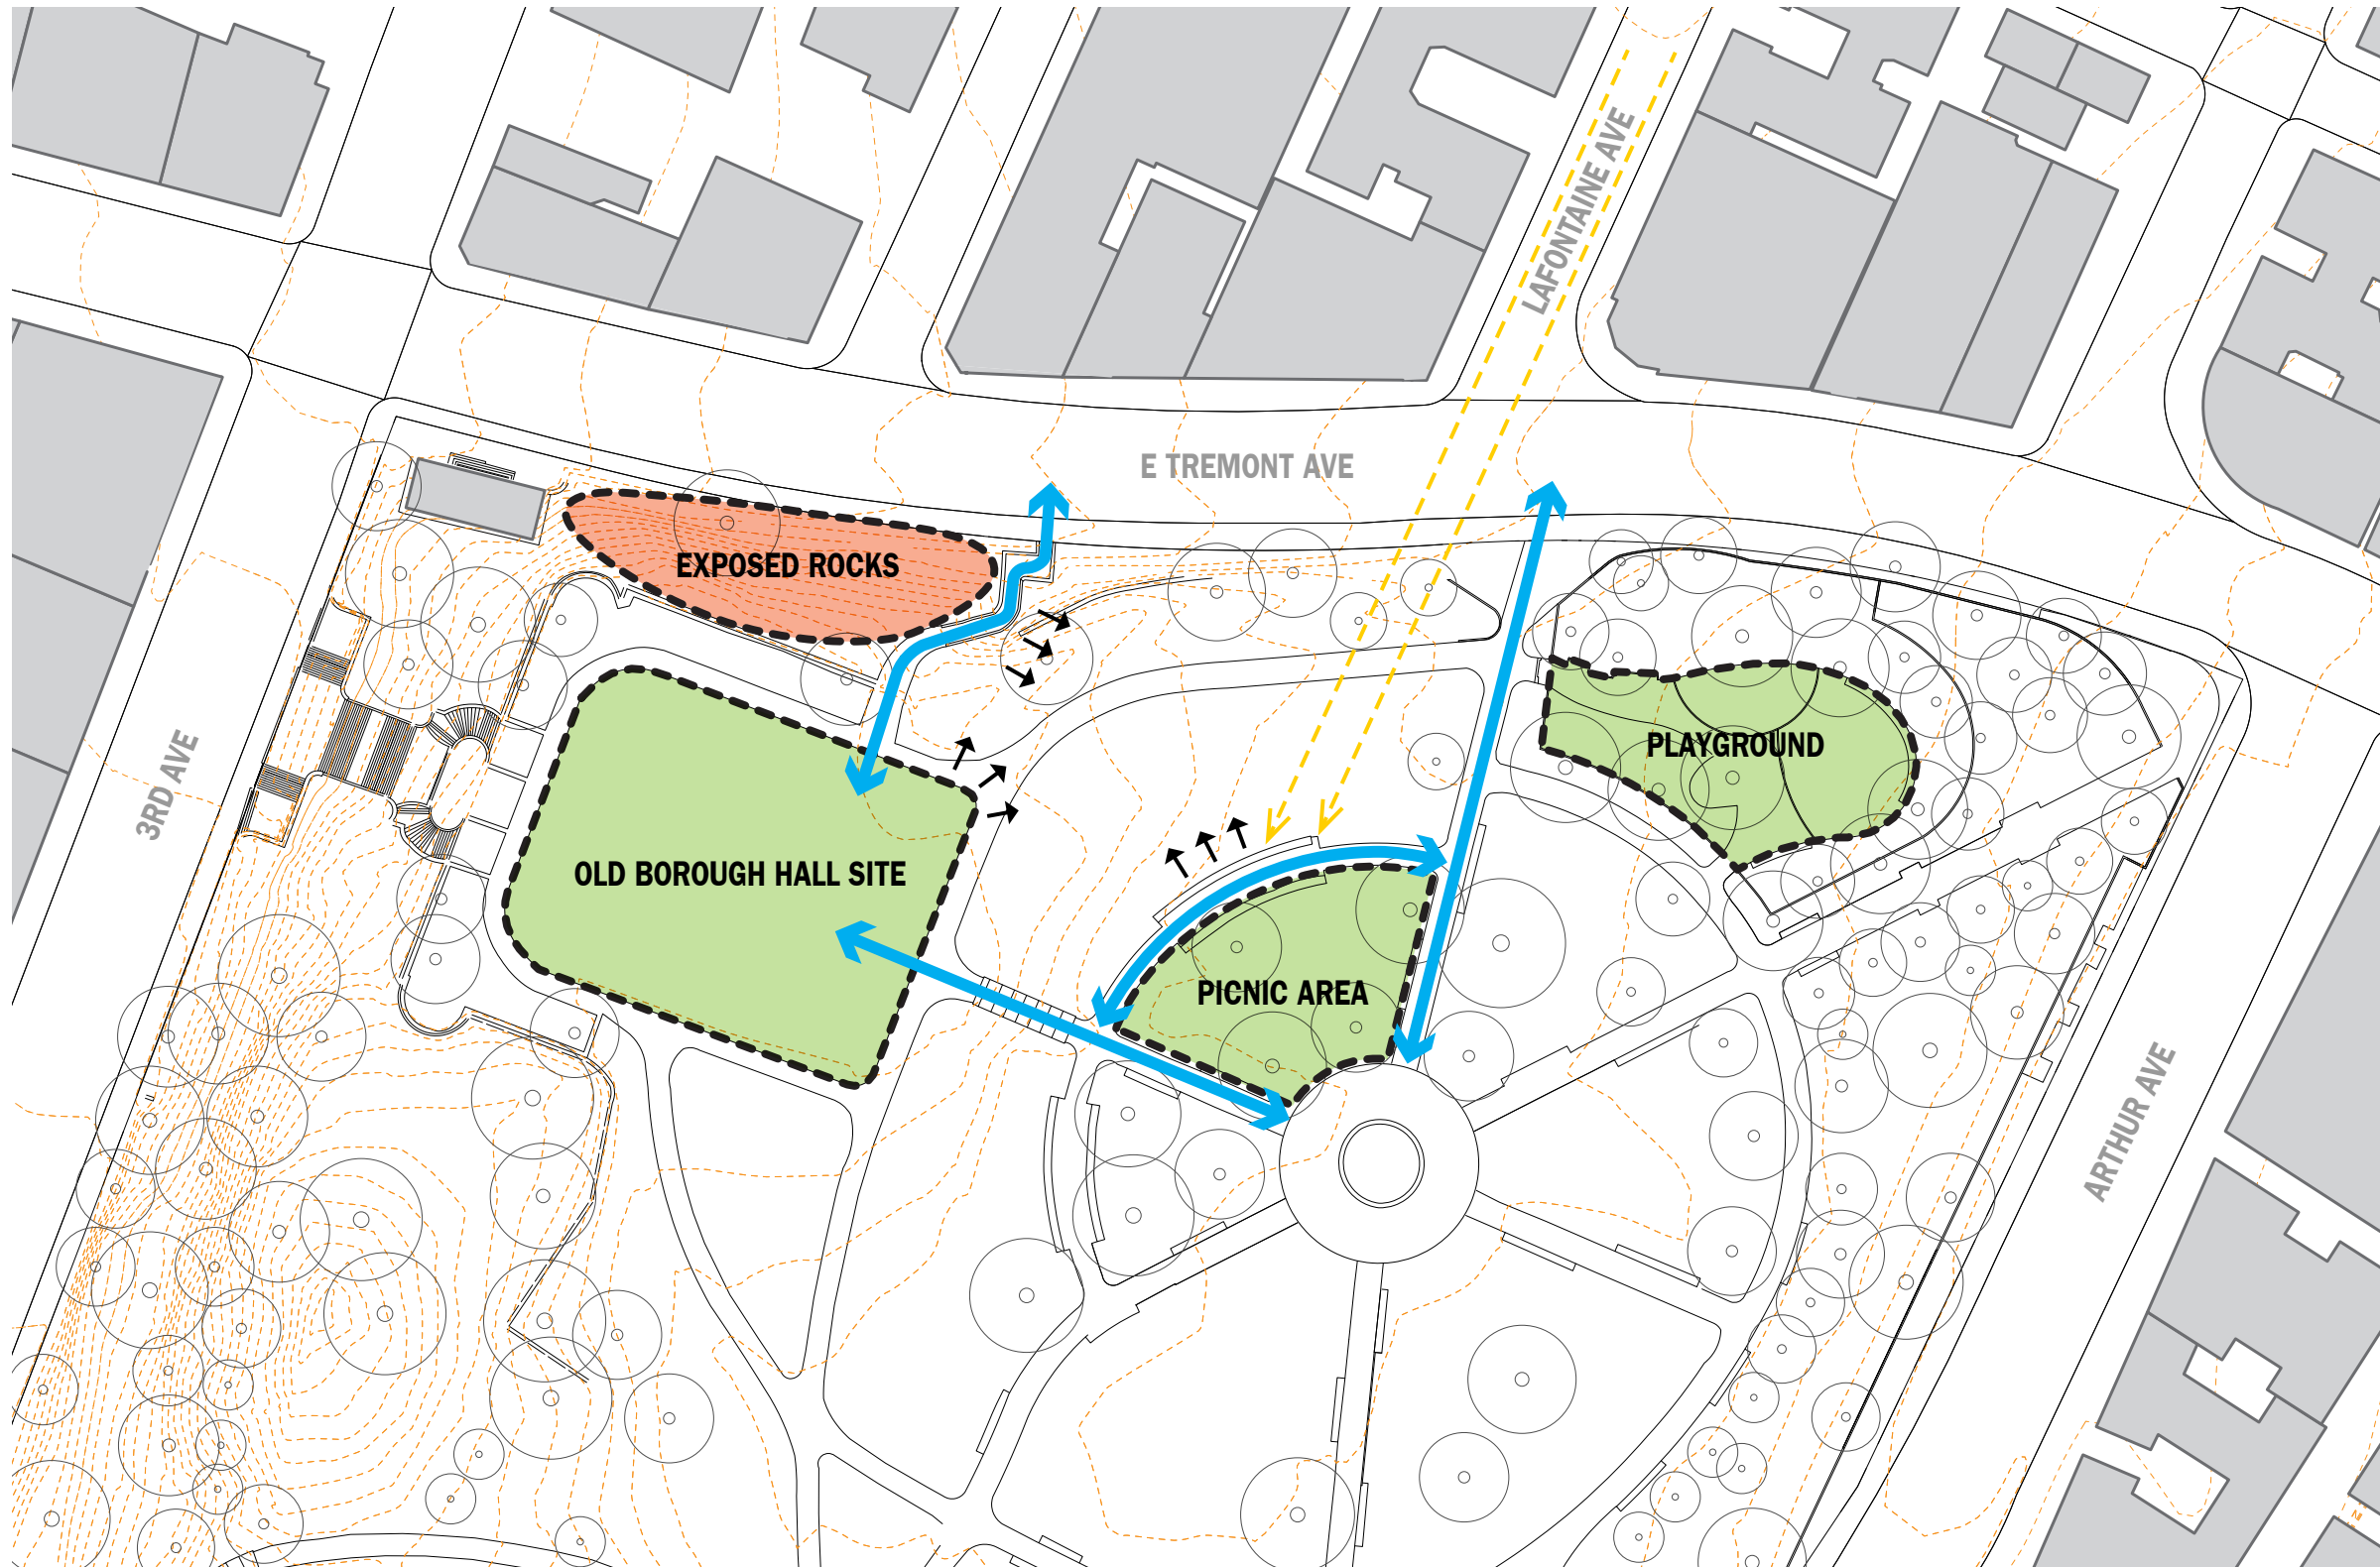 LAFONTAINE AVE
E TREMONT AVE
EXPOSED ROCKS
3RD AVE
PLAYGROUND
OLD BOROUGH HALL SITE
PICNIC AREA
ARTHUR AVE